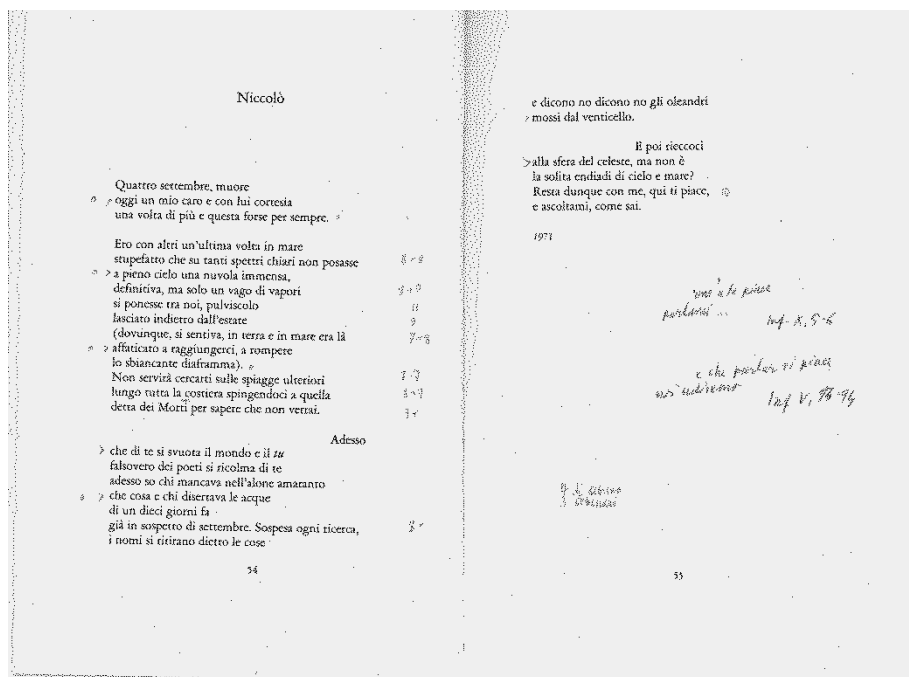 Niccolò
Quattro settembre, muore
oggi un mio caro e con lui cortesia
una volta di più e questa forse per sempre.
Ero con altri un'ultima volta in mare
stupefatto che su tanti spettri chiari non posasse
a pieno cielo una nuvola immensa,
definitiva, ma solo un vago di vapori
si ponesse tra noi, pulviscolo
lasciato indietro dall'estate
(dovunque, si sentiva, in terra e in mare era là
affaticato a raggiungerci, a rompere
lo sbiancante diaframma).
Non servirà cercarti sulle spiagge ulteriori
lungo tutta la costiera spingendoci a quella
detta dei Morti per sapere che non verrai.
Adesso
che di te si svuota il mondo e il tu
falsovero dei poeti si ricolma di te
adesso so chi mancava nell'alone amaranto
che cosa e chi disertava le acque
di un dieci giorni fa
già in sospetto di settembre. Sospesa ogni ricerca,
i nomi si ritirano dietro le cose
54
e dicono no dicono no gli oleandri
mossi dal venticello.
E poi rieccoci
alla sfera del celeste, ma non è
la solita endiadi di cielo e mare?
Resta dunque con me, qui ti piace,
e ascoltami, come sai.
1971
a te piace
parlami ...
Inf. X, 5-6
e che parlar vi piace
noi udiremo
Inf V, 94
55